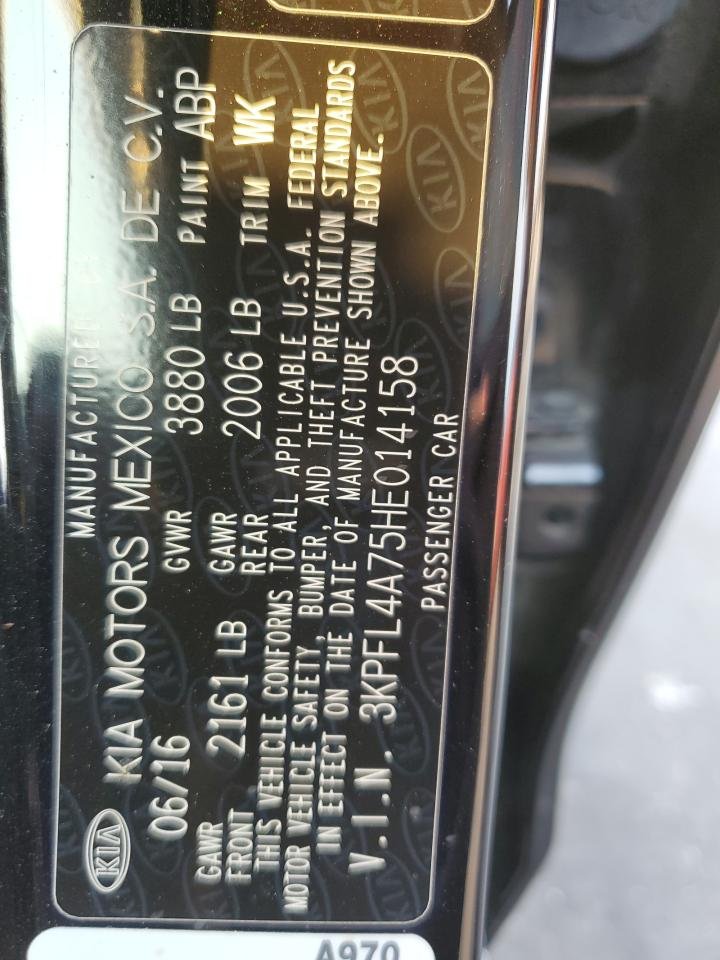 MANUFACTURED BY
KIA KIA MOTORS MEXICO S.A. DE C.V.
06/16 GVWR 3880 LB PAINT ABP
GAWR FRONT 2161 LB GAWR REAR 2006 LB TRIM WK
THIS VEHICLE CONFORMS TO ALL APPLICABLE U.S.A. FEDERAL
MOTOR VEHICLE SAFETY, BUMPER, AND THEFT PREVENTION STANDARDS
IN EFFECT ON THE DATE OF MANUFACTURE SHOWN ABOVE.
V.I.N. 3KPFL4A75HE014158
PASSENGER CAR
A970